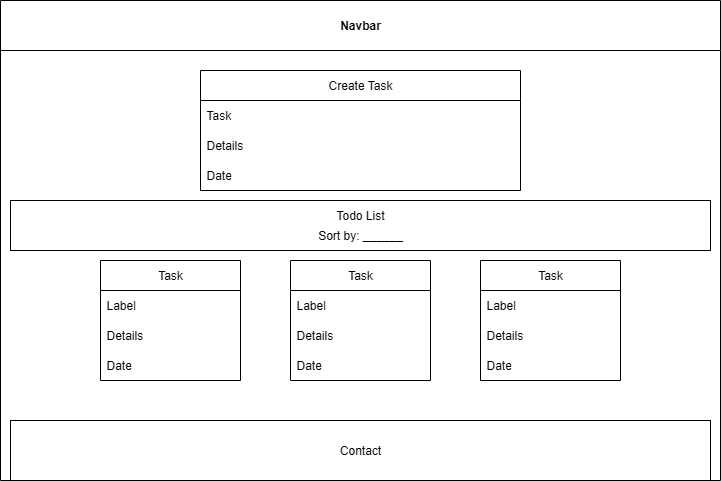 Navbar
Create Task
Task
Details
Date
Todo List
Sort by: ______
Task
Label
Details
Date
Task
Label
Details
Date
Task
Label
Details
Date
Contact